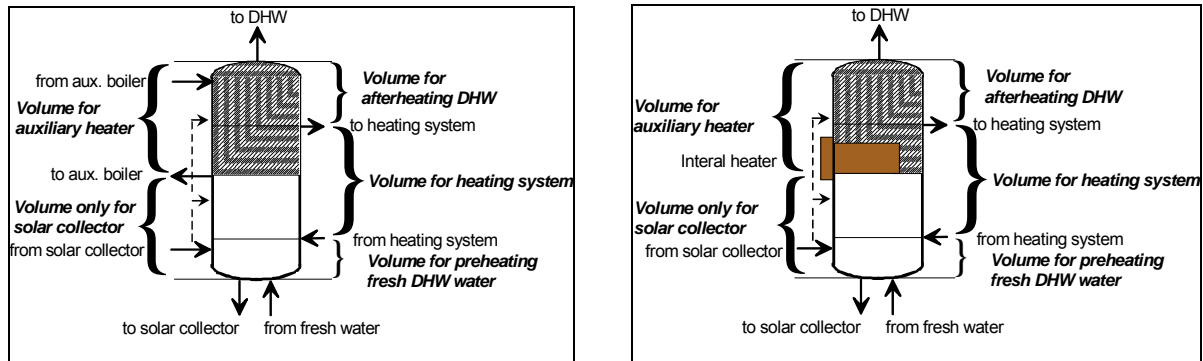 to DHW
from aux. boiler
Volume for
afterheating DHW
Volume for
auxiliary heater
to heating system
to aux. boiler
Volume for heating system
Volume only for
solar collector
from solar collector
from heating system
Volume for preheating
fresh DHW water
to solar collector
from fresh water
to DHW
Volume for
afterheating DHW
Volume for
auxiliary heater
to heating system
Interal heater
Volume for heating system
Volume only for
solar collector
from solar collector
from heating system
Volume for preheating
fresh DHW water
to solar collector
from fresh water